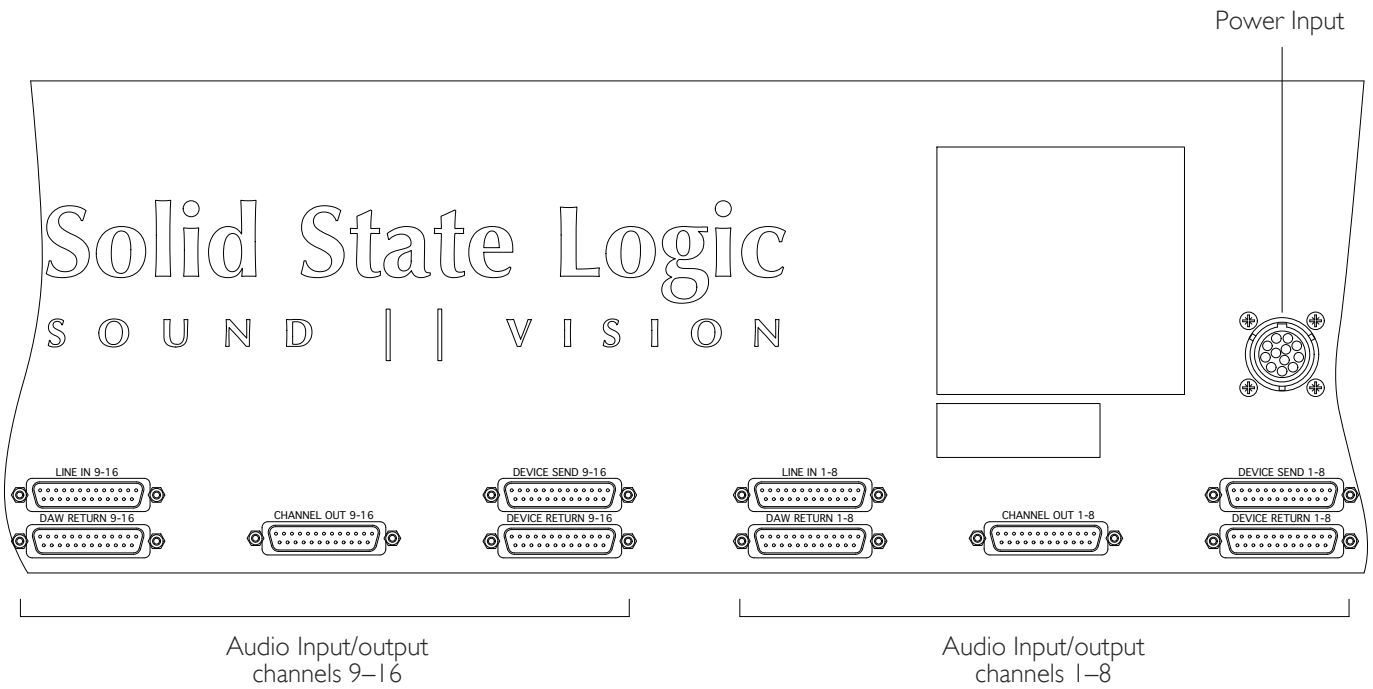 Power Input
Solid State Logic
SOUND || VISION
LINE IN 9-16
DEVICE SEND 9-16
LINE IN 1-8
DEVICE SEND 1-8
DAW RETURN 9-16
CHANNEL OUT 9-16
DEVICE RETURN 9-16
DAW RETURN 1-8
CHANNEL OUT 1-8
DEVICE RETURN 1-8
Audio Input/output
channels 9–16
Audio Input/output
channels 1–8